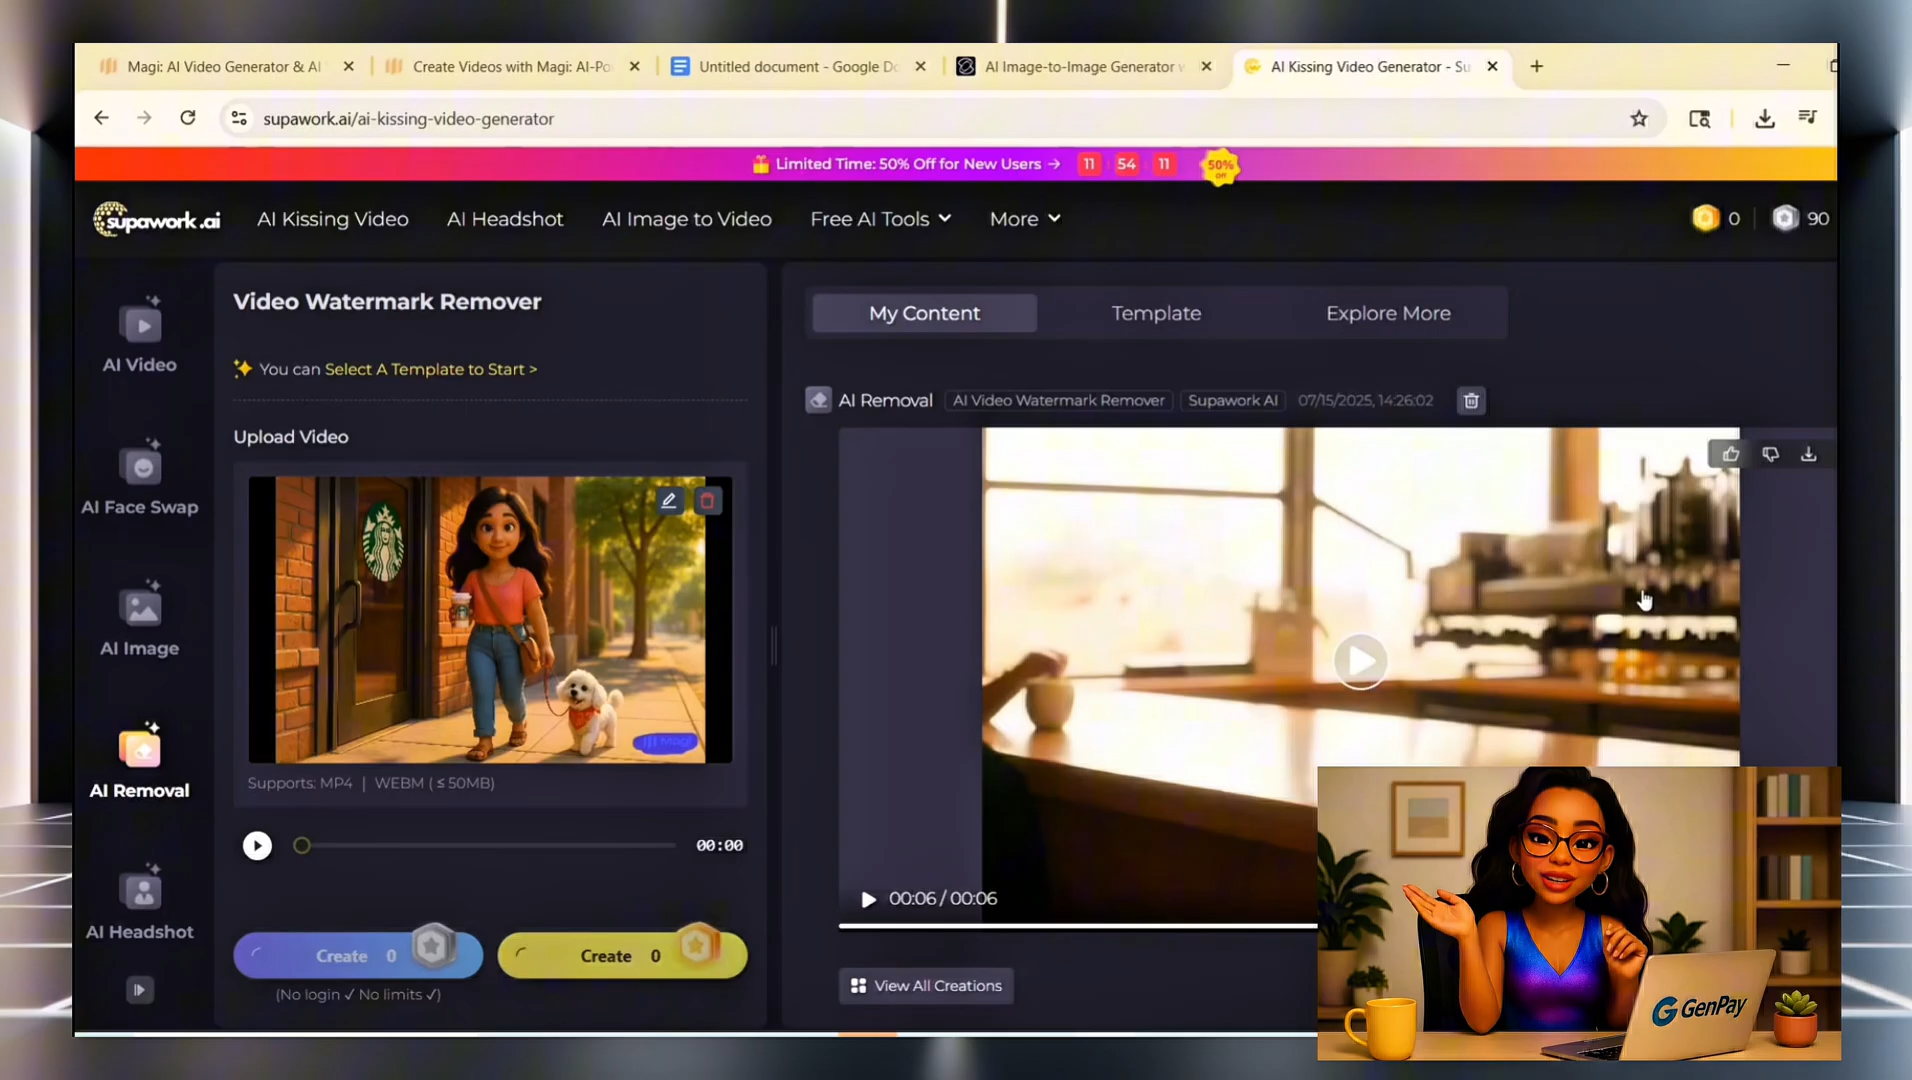 Magi: AI Video Generator & AI
Create Videos with Magi: AI-Po
Untitled document - Google Do
AI Image-to-Image Generator w
AI Kissing Video Generator - Su
supawork.ai/ai-kissing-video-generator
Limited Time: 50% Off for New Users → 11 54 11 50% Off
supawork.ai
AI Kissing Video
AI Headshot
AI Image to Video
Free AI Tools
More
0
90
AI Video
AI Face Swap
AI Image
AI Removal
AI Headshot
Video Watermark Remover
You can Select A Template to Start >
Upload Video
Magi
Supports: MP4 | WEBM ( ≤ 50MB)
00:00
Create 0
Create 0
(No login ✓ No limits ✓)
My Content
Template
Explore More
AI Removal
AI Video Watermark Remover
Supawork AI
07/15/2025, 14:26:02
00:06 / 00:06
View All Creations
GenPay